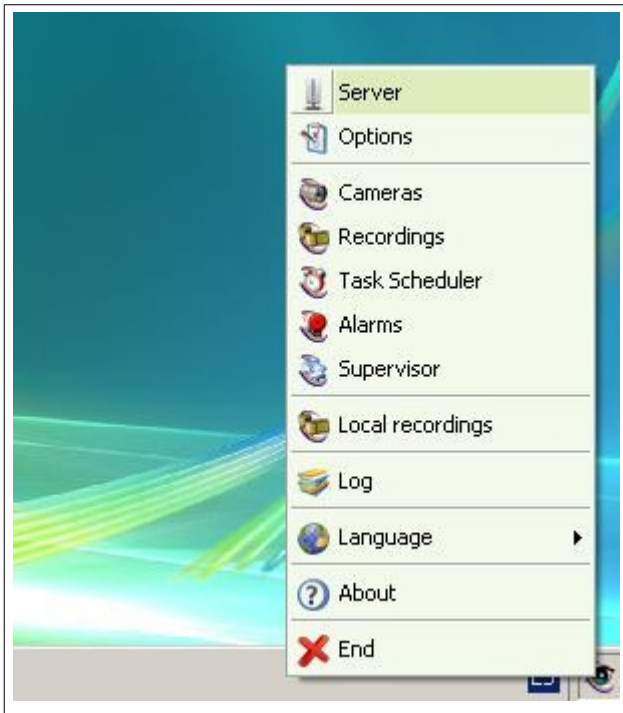 Server
Options
Cameras
Recordings
Task Scheduler
Alarms
Supervisor
Local recordings
Log
Language
About
End